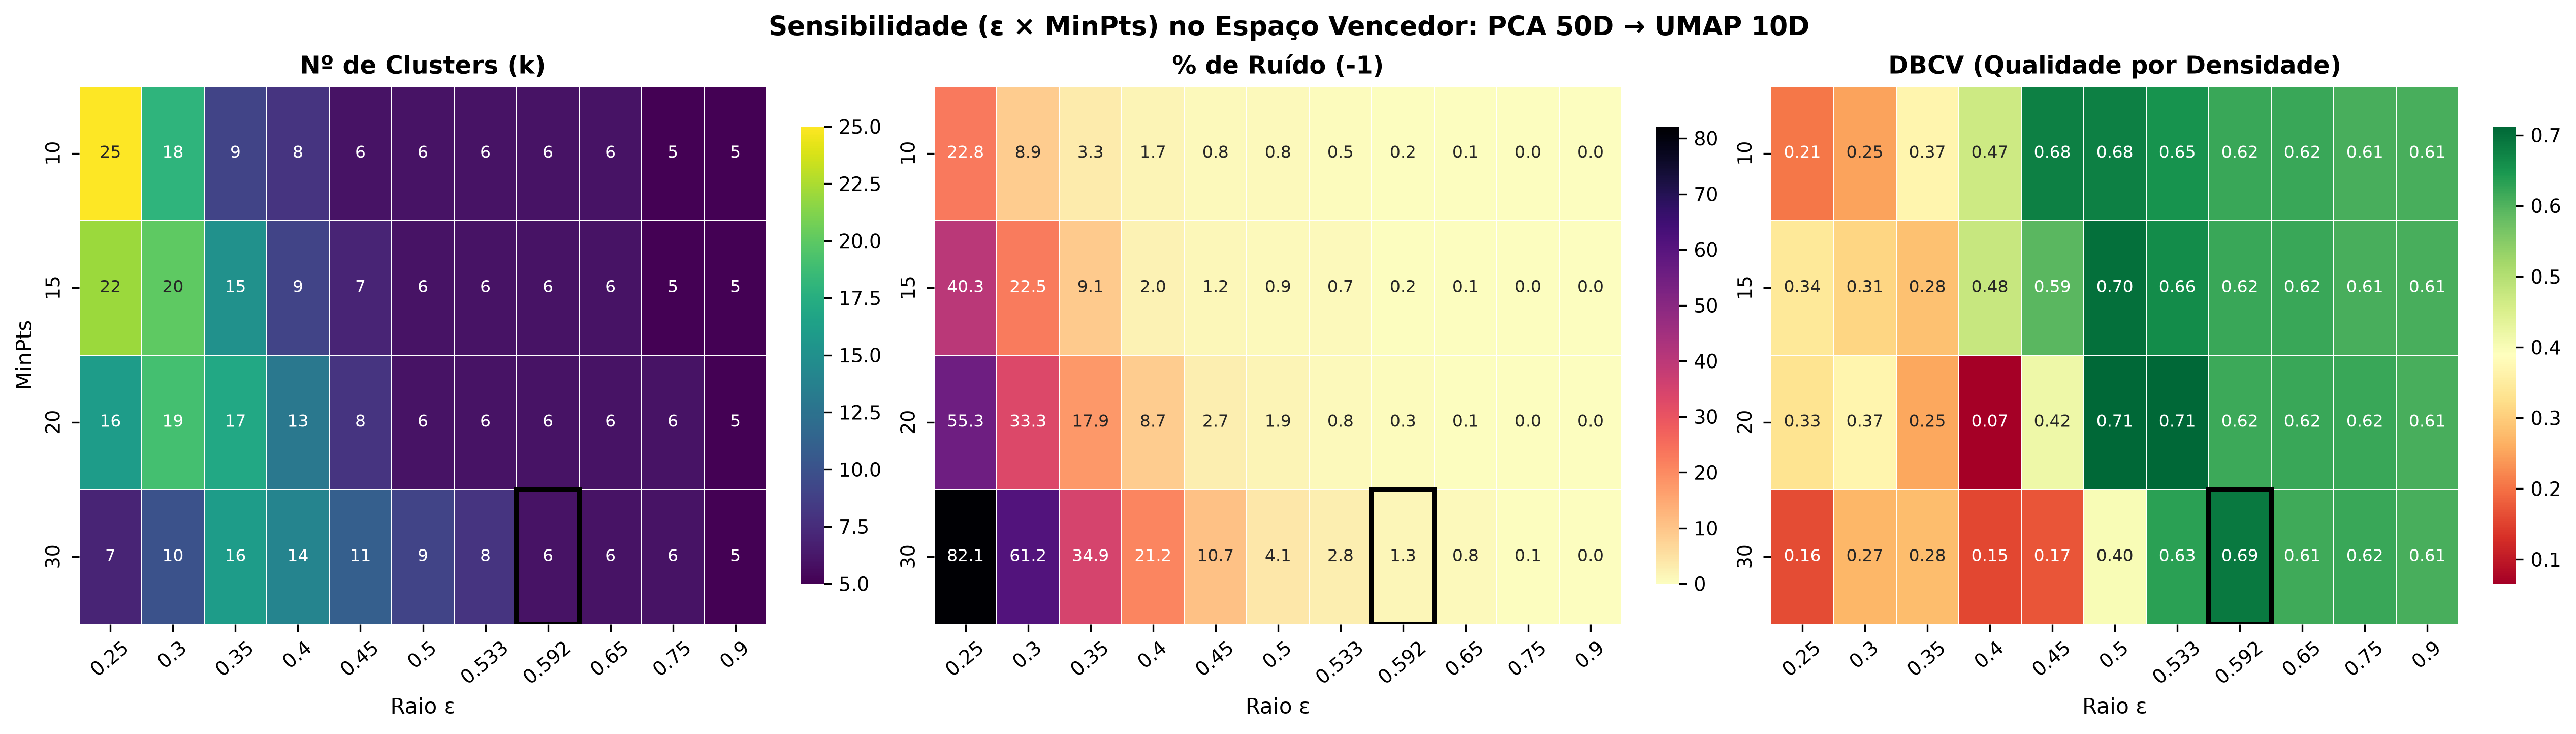 Sensibilidade (ε × MinPts) no Espaço Vencedor: PCA 50D → UMAP 10D
Nº de Clusters (k)
MinPts
10 25 18 9 8 6 6 6 6 6 5 5
15 22 20 15 9 7 6 6 6 6 5 5
20 16 19 17 13 8 6 6 6 6 6 5
30 7 10 16 14 11 9 8 6 6 6 5
0.25 0.3 0.35 0.4 0.45 0.5 0.533 0.592 0.65 0.75 0.9
Raio ε
25.0
22.5
20.0
17.5
15.0
12.5
10.0
7.5
5.0
% de Ruído (-1)
10 22.8 8.9 3.3 1.7 0.8 0.8 0.5 0.2 0.1 0.0 0.0
15 40.3 22.5 9.1 2.0 1.2 0.9 0.7 0.2 0.1 0.0 0.0
20 55.3 33.3 17.9 8.7 2.7 1.9 0.8 0.3 0.1 0.0 0.0
30 82.1 61.2 34.9 21.2 10.7 4.1 2.8 1.3 0.8 0.1 0.0
0.25 0.3 0.35 0.4 0.45 0.5 0.533 0.592 0.65 0.75 0.9
Raio ε
80
70
60
50
40
30
20
10
0
DBCV (Qualidade por Densidade)
10 0.21 0.25 0.37 0.47 0.68 0.68 0.65 0.62 0.62 0.61 0.61
15 0.34 0.31 0.28 0.48 0.59 0.70 0.66 0.62 0.62 0.61 0.61
20 0.33 0.37 0.25 0.07 0.42 0.71 0.71 0.62 0.62 0.62 0.61
30 0.16 0.27 0.28 0.15 0.17 0.40 0.63 0.69 0.61 0.62 0.61
0.25 0.3 0.35 0.4 0.45 0.5 0.533 0.592 0.65 0.75 0.9
Raio ε
0.7
0.6
0.5
0.4
0.3
0.2
0.1